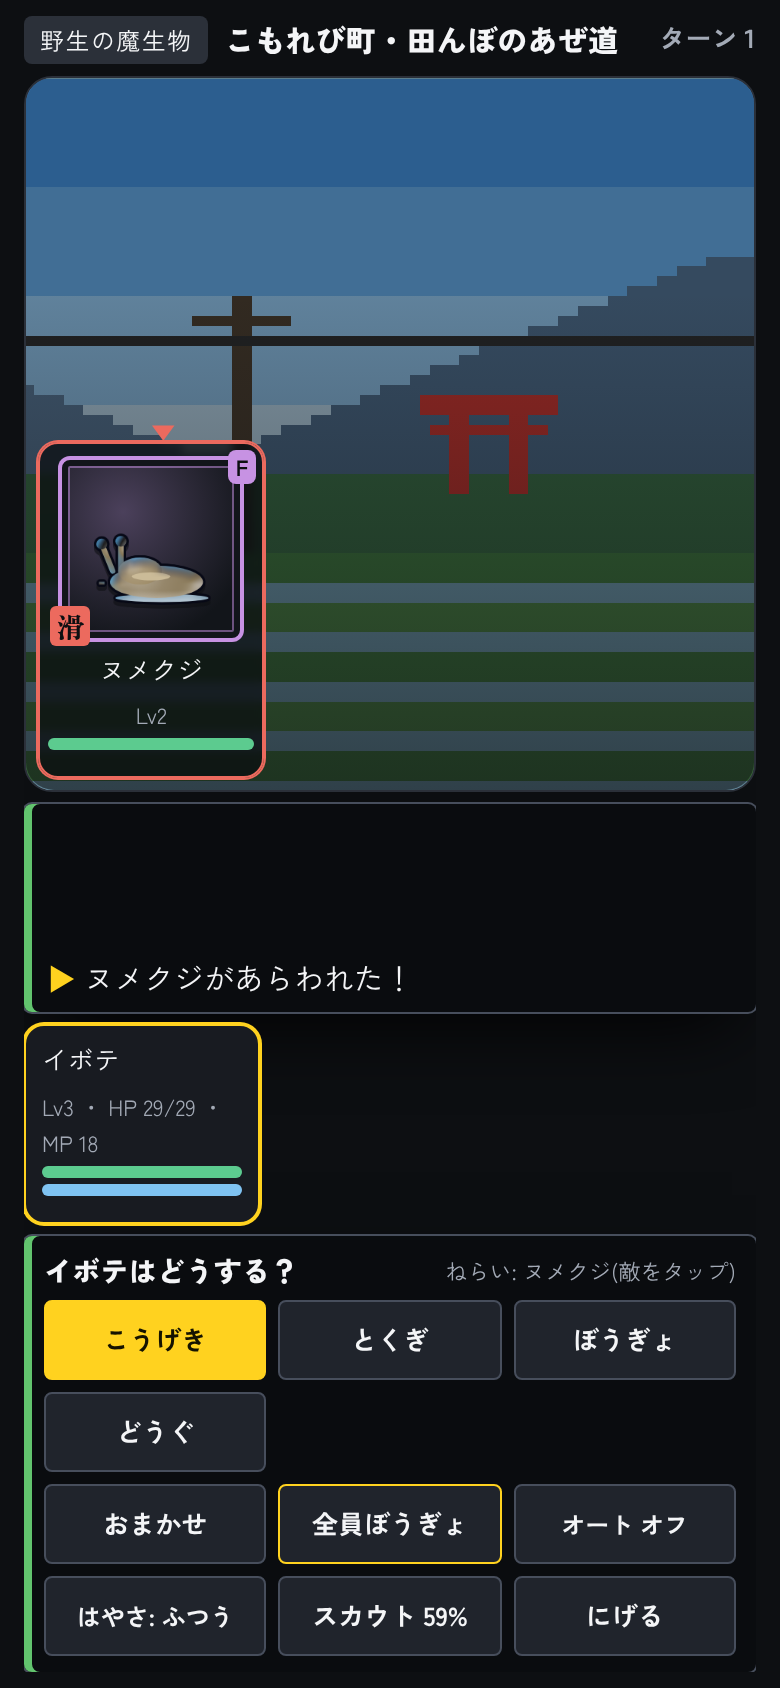 野生の魔生物 こもれび町・田んぼのあぜ道 ターン 1
F
滑
ヌメクジ
Lv2
▶ ヌメクジがあらわれた！
イボテ
Lv3 ・ HP 29/29 ・
MP 18
イボテはどうする？ ねらい: ヌメクジ(敵をタップ)
こうげき とくぎ ぼうぎょ
どうぐ
おまかせ 全員ぼうぎょ オート オフ
はやさ: ふつう スカウト 59% にげる